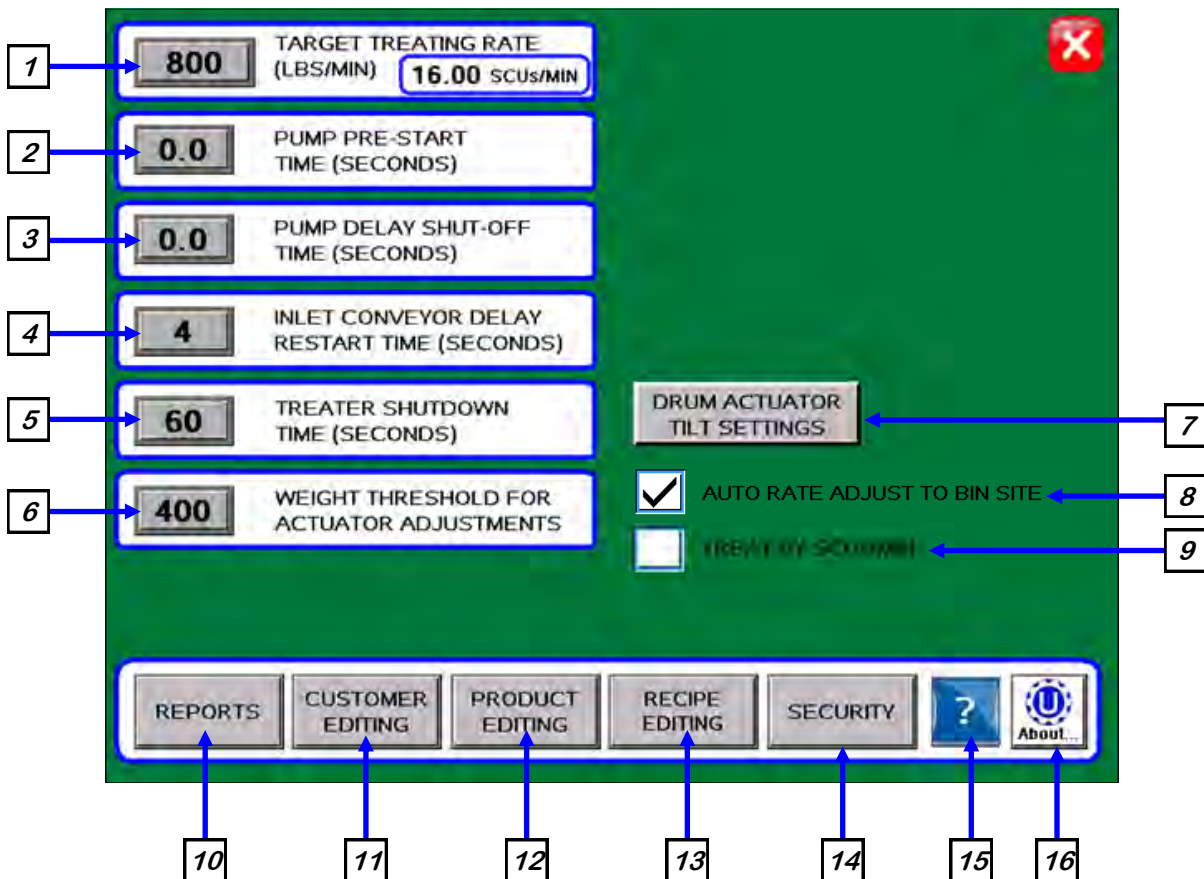 1
800
TARGET TREATING RATE
(LBS/MIN)
16.00 SCUs/MIN
2
0.0
PUMP PRE-START
TIME (SECONDS)
3
0.0
PUMP DELAY SHUT-OFF
TIME (SECONDS)
4
4
INLET CONVEYOR DELAY
RESTART TIME (SECONDS)
5
60
TREATER SHUTDOWN
TIME (SECONDS)
6
400
WEIGHT THRESHOLD FOR
ACTUATOR ADJUSTMENTS
DRUM ACTUATOR
TILT SETTINGS
7
AUTO RATE ADJUST TO BIN SITE
8
TREAT BY
9
REPORTS
CUSTOMER
EDITING
PRODUCT
EDITING
RECIPE
EDITING
SECURITY
?
U
About...
10
11
12
13
14
15
16